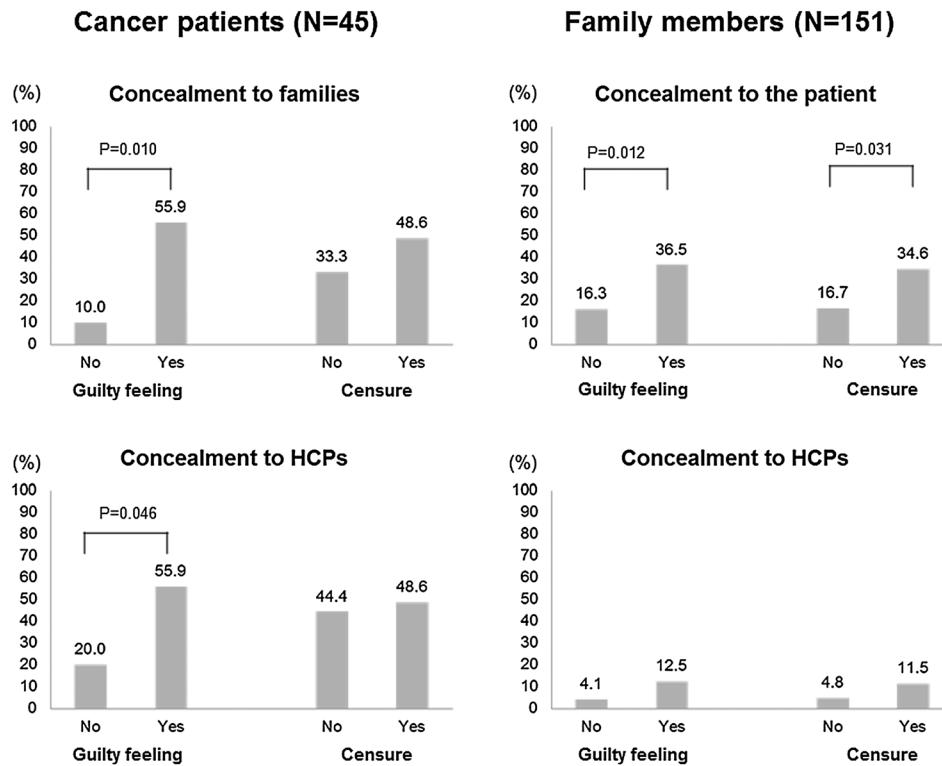 Cancer patients (N=45)
Family members (N=151)
(%)
Concealment to families
100
90
80
70
60
50
40
30
20
10
0
P=0.010
10.0
55.9
33.3
48.6
No
Yes
No
Yes
Guilty feeling
Censure
(%)
Concealment to the patient
100
90
80
70
60
50
40
30
20
10
0
P=0.012
P=0.031
16.3
36.5
16.7
34.6
No
Yes
No
Yes
Guilty feeling
Censure
(%)
Concealment to HCPs
100
90
80
70
60
50
40
30
20
10
0
P=0.046
20.0
55.9
44.4
48.6
No
Yes
No
Yes
Guilty feeling
Censure
(%)
Concealment to HCPs
100
90
80
70
60
50
40
30
20
10
0
4.1
12.5
4.8
11.5
No
Yes
No
Yes
Guilty feeling
Censure